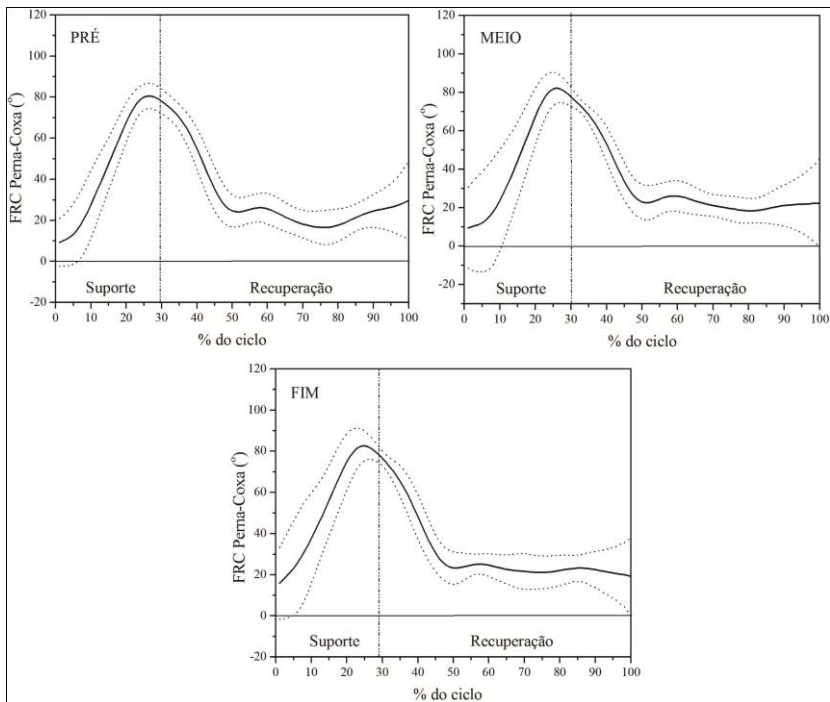 PRÉ
FRC Perna-Coxa (°)
120
100
80
60
40
20
0
-20
Suporte Recuperação
0 10 20 30 40 50 60 70 80 90 100
% do ciclo
MEIO
FRC Perna-Coxa (°)
120
100
80
60
40
20
0
-20
Suporte Recuperação
0 10 20 30 40 50 60 70 80 90 100
% do ciclo
FIM
FRC Perna-Coxa (°)
120
100
80
60
40
20
0
-20
Suporte Recuperação
0 10 20 30 40 50 60 70 80 90 100
% do ciclo